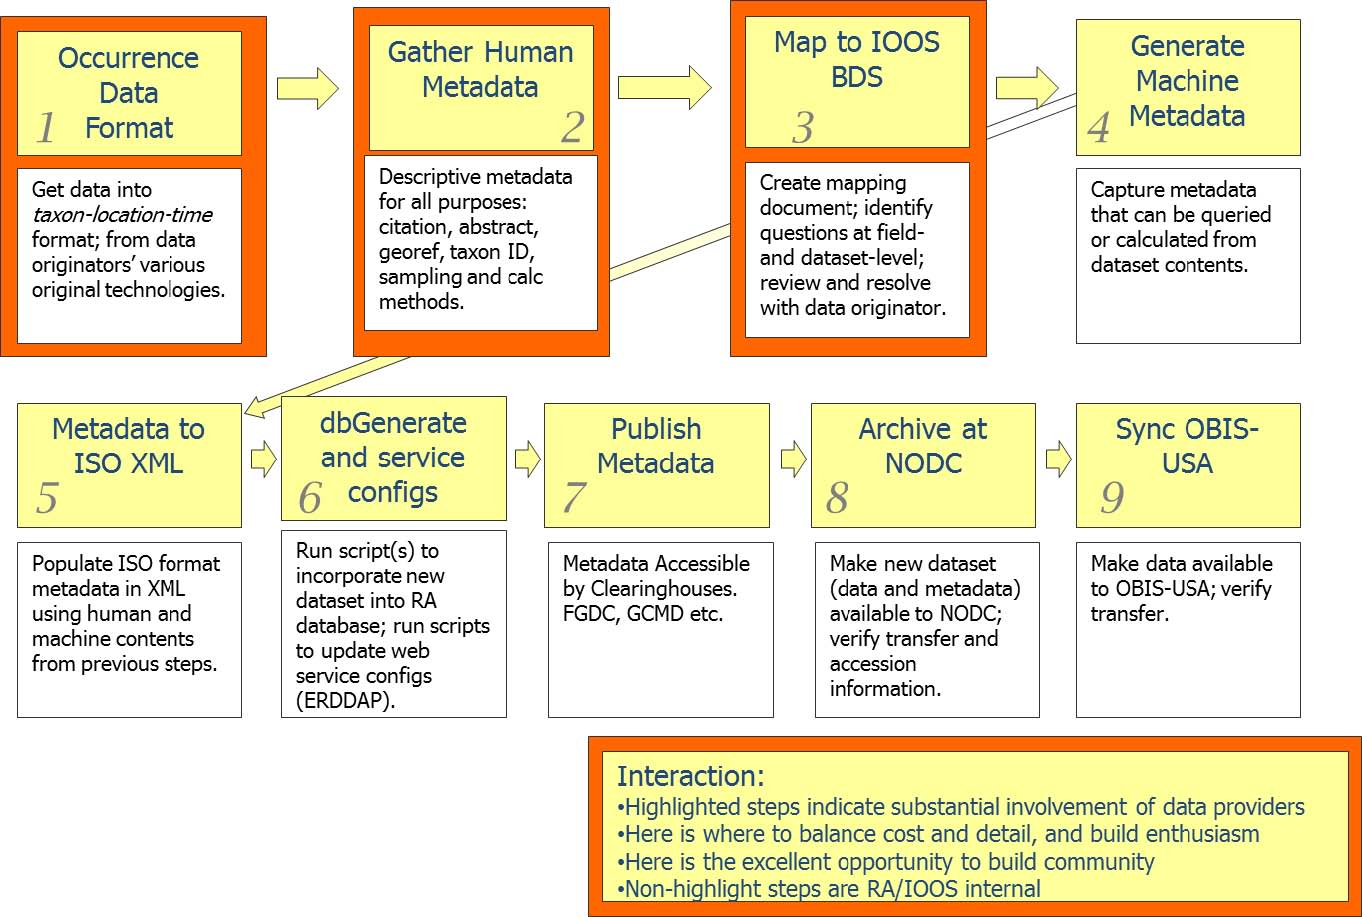 Occurrence
Data
Format
1
Get data into
taxon-location-time
format; from data
originators’ various
original technologies.
Gather Human
Metadata
2
Descriptive metadata
for all purposes:
citation, abstract,
georef, taxon ID,
sampling and calc
methods.
Map to IOOS
BDS
3
Create mapping
document; identify
questions at field-
and dataset-level;
review and resolve
with data originator.
Generate
Machine
Metadata
4
Capture metadata
that can be queried
or calculated from
dataset contents.
Metadata to
ISO XML
5
Populate ISO format
metadata in XML
using human and
machine contents
from previous steps.
dbGenerate
and service
configs
6
Run script(s) to
incorporate new
dataset into RA
database; run scripts
to update web
service configs
(ERDDAP).
Publish
Metadata
7
Metadata Accessible
by Clearinghouses.
FGDC, GCMD etc.
Archive at
NODC
8
Make new dataset
(data and metadata)
available to NODC;
verify transfer and
accession
information.
Sync OBIS-
USA
9
Make data available
to OBIS-USA; verify
transfer.
Interaction:
•Highlighted steps indicate substantial involvement of data providers
•Here is where to balance cost and detail, and build enthusiasm
•Here is the excellent opportunity to build community
•Non-highlight steps are RA/IOOS internal